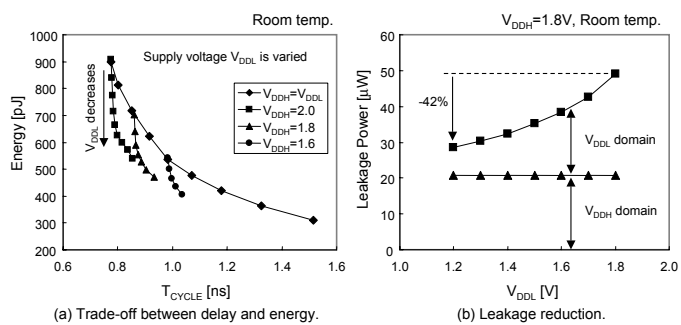 Room temp.
1000
900
800
700
600
500
400
300
200
Energy [pJ]
V_DDL decreases
Supply voltage V_DDL is varied
V_DDH=V_DDL
V_DDH=2.0
V_DDH=1.8
V_DDH=1.6
0.6 0.8 1.0 1.2 1.4 1.6
T_CYCLE [ns]
(a) Trade-off between delay and energy.
V_DDH=1.8V, Room temp.
60
50
40
30
20
10
0
Leakage Power [μW]
-42%
V_DDL domain
V_DDH domain
1.0 1.2 1.4 1.6 1.8 2.0
V_DDL [V]
(b) Leakage reduction.